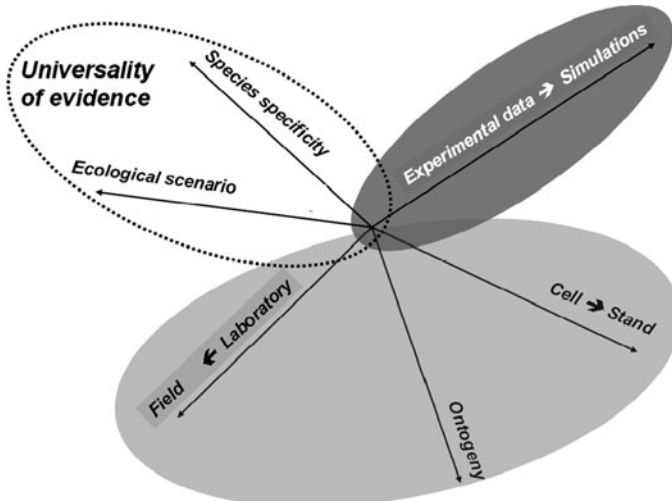 Universality
of evidence
Species specificity
Ecological scenario
Experimental data → Simulations
Field ← Laboratory
Cell → Stand
Ontogeny